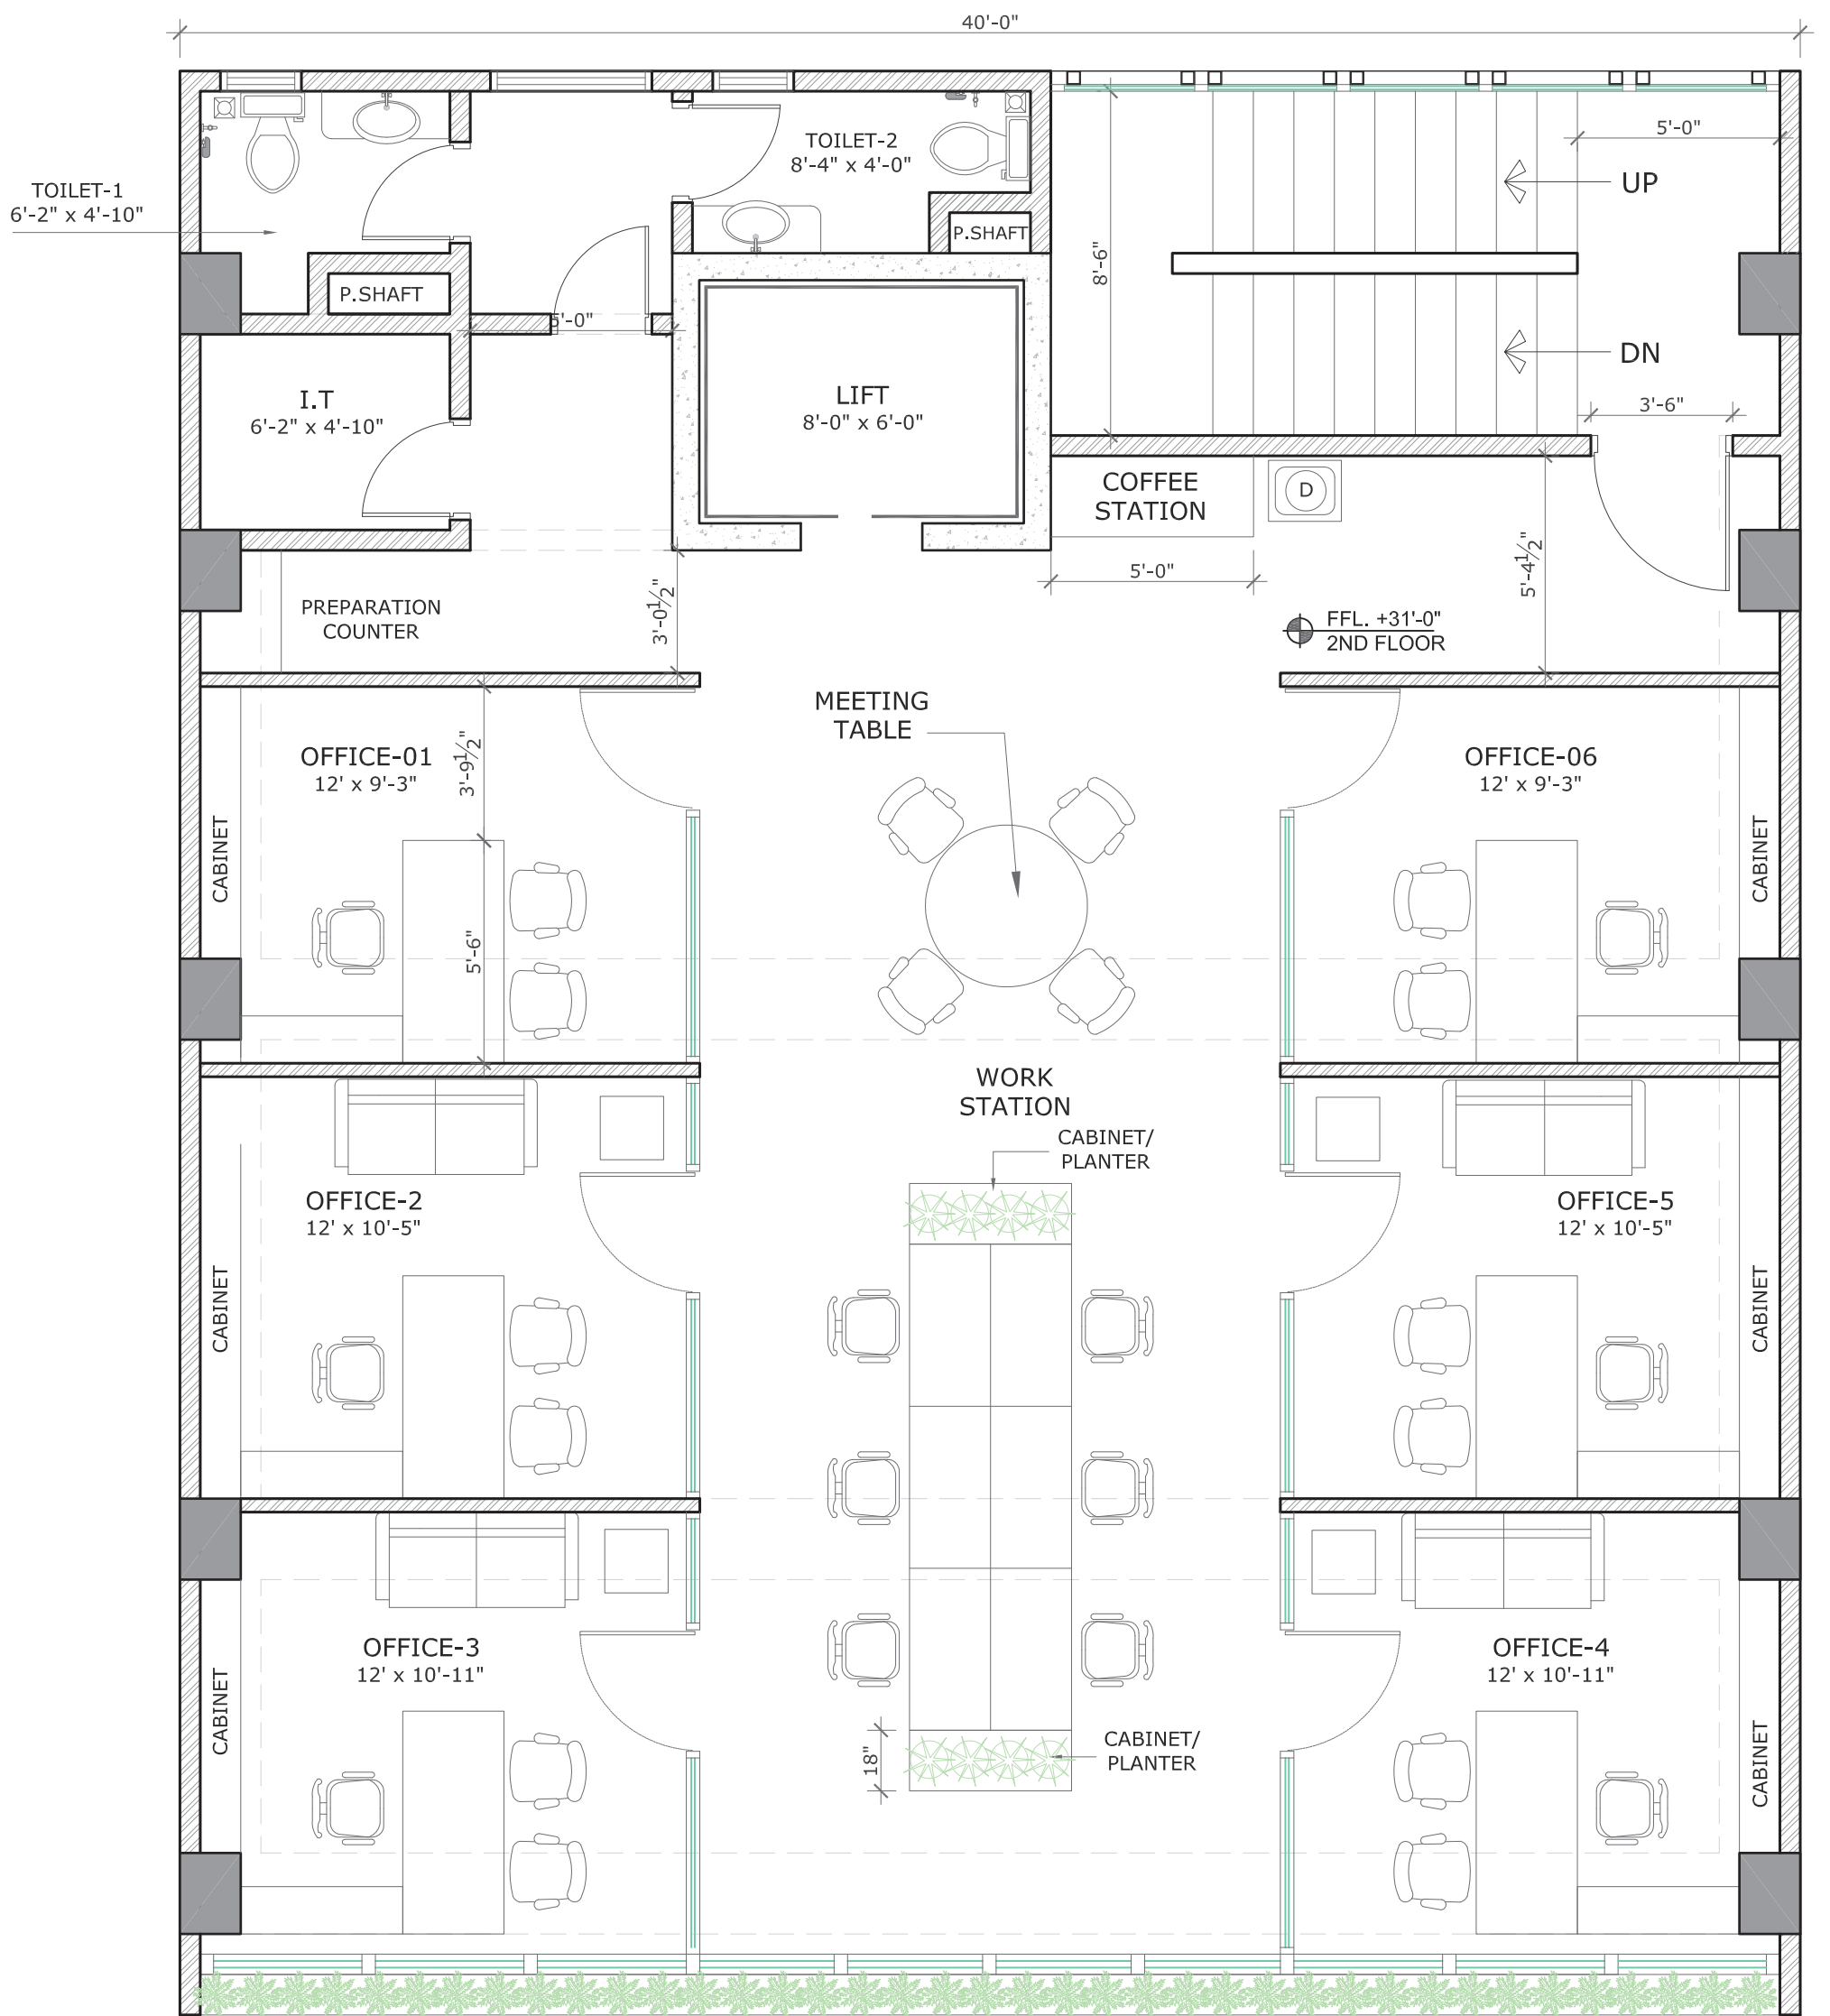 40'-0"
TOILET-1
6'-2" x 4'-10"
TOILET-2
8'-4" x 4'-0"
5'-0"
UP
P.SHAFT
8'-6"
P.SHAFT
DN
I.T
6'-2" x 4'-10"
LIFT
8'-0" x 6'-0"
3'-6"
COFFEE
STATION
D
5'-0"
5'-4½"
PREPARATION
COUNTER
3'-0½"
FFL. +31'-0"
2ND FLOOR
MEETING
TABLE
OFFICE-01
12' x 9'-3"
3'-9½"
CABINET
5'-6"
OFFICE-06
12' x 9'-3"
CABINET
WORK
STATION
CABINET/
PLANTER
OFFICE-2
12' x 10'-5"
CABINET
OFFICE-5
12' x 10'-5"
CABINET
OFFICE-3
12' x 10'-11"
CABINET
OFFICE-4
12' x 10'-11"
CABINET
18"
CABINET/
PLANTER